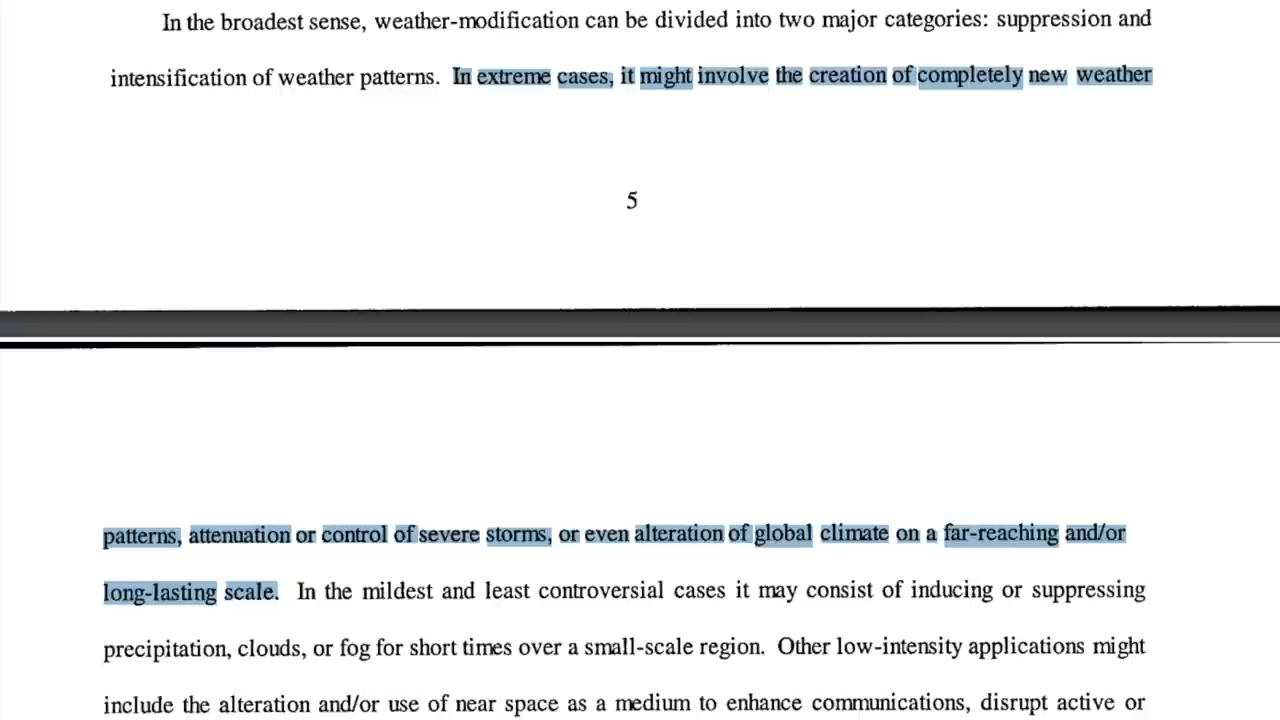 In the broadest sense, weather-modification can be divided into two major categories: suppression and
intensification of weather patterns. In extreme cases, it might involve the creation of completely new weather
5
patterns, attenuation or control of severe storms, or even alteration of global climate on a far-reaching and/or
long-lasting scale. In the mildest and least controversial cases it may consist of inducing or suppressing
precipitation, clouds, or fog for short times over a small-scale region. Other low-intensity applications might
include the alteration and/or use of near space as a medium to enhance communications, disrupt active or